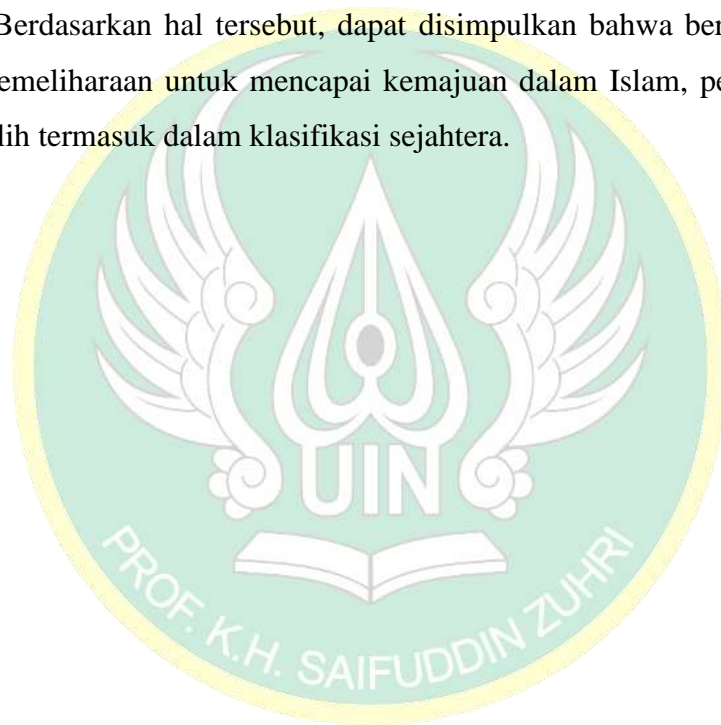 Berdasarkan hal tersebut, dapat disimpulkan bahwa ber
emeliharaan untuk mencapai kemajuan dalam Islam, pe
lih termasuk dalam klasifikasi sejahtera.
UIN
PROF. K.H. SAIFUDDIN ZUHRI